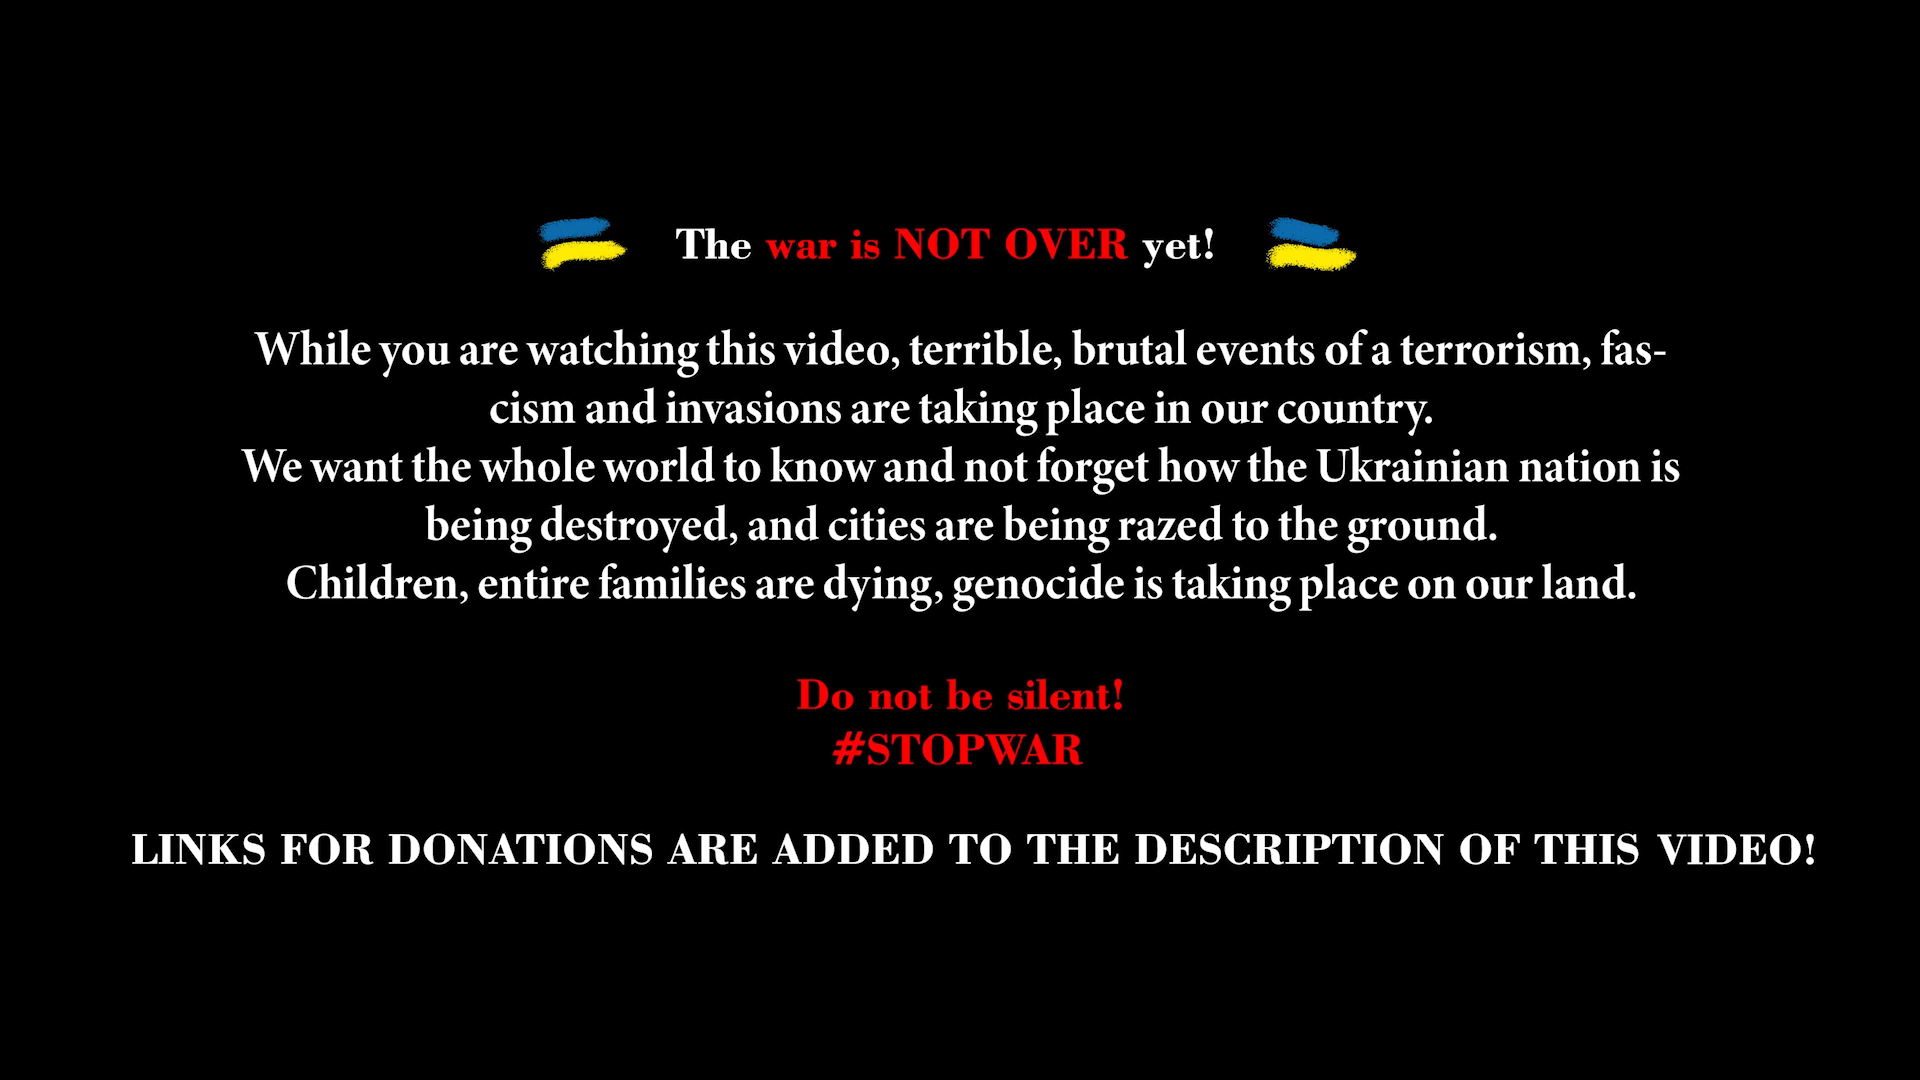 The war is NOT OVER yet!
While you are watching this video, terrible, brutal events of a terrorism, fas-
cism and invasions are taking place in our country.
We want the whole world to know and not forget how the Ukrainian nation is
being destroyed, and cities are being razed to the ground.
Children, entire families are dying, genocide is taking place on our land.
Do not be silent!
#STOPWAR
LINKS FOR DONATIONS ARE ADDED TO THE DESCRIPTION OF THIS VIDEO!